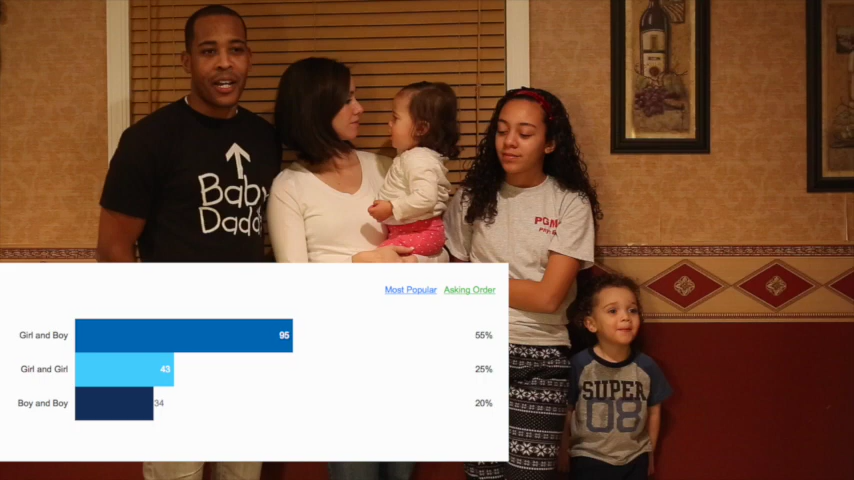 Baby
Daddy
PGM
SUPER
08
Most Popular Asking Order
Girl and Boy 95 55%
Girl and Girl 43 25%
Boy and Boy 34 20%